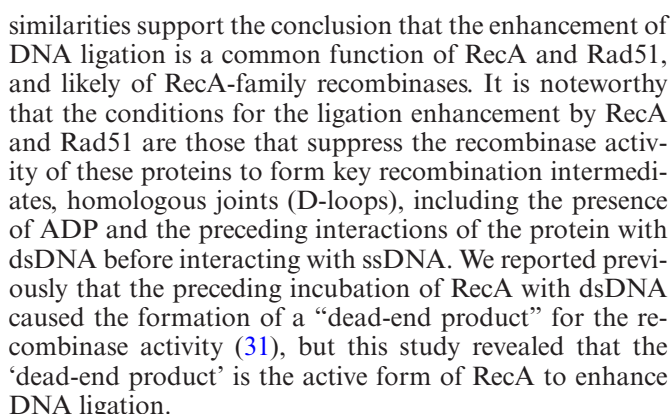 similarities support the conclusion that the enhancement of
DNA ligation is a common function of RecA and Rad51,
and likely of RecA-family recombinases. It is noteworthy
that the conditions for the ligation enhancement by RecA
and Rad51 are those that suppress the recombinase activ-
ity of these proteins to form key recombination intermedi-
ates, homologous joints (D-loops), including the presence
of ADP and the preceding interactions of the protein with
dsDNA before interacting with ssDNA. We reported previ-
ously that the preceding incubation of RecA with dsDNA
caused the formation of a “dead-end product” for the re-
combinase activity (31), but this study revealed that the
‘dead-end product’ is the active form of RecA to enhance
DNA ligation.